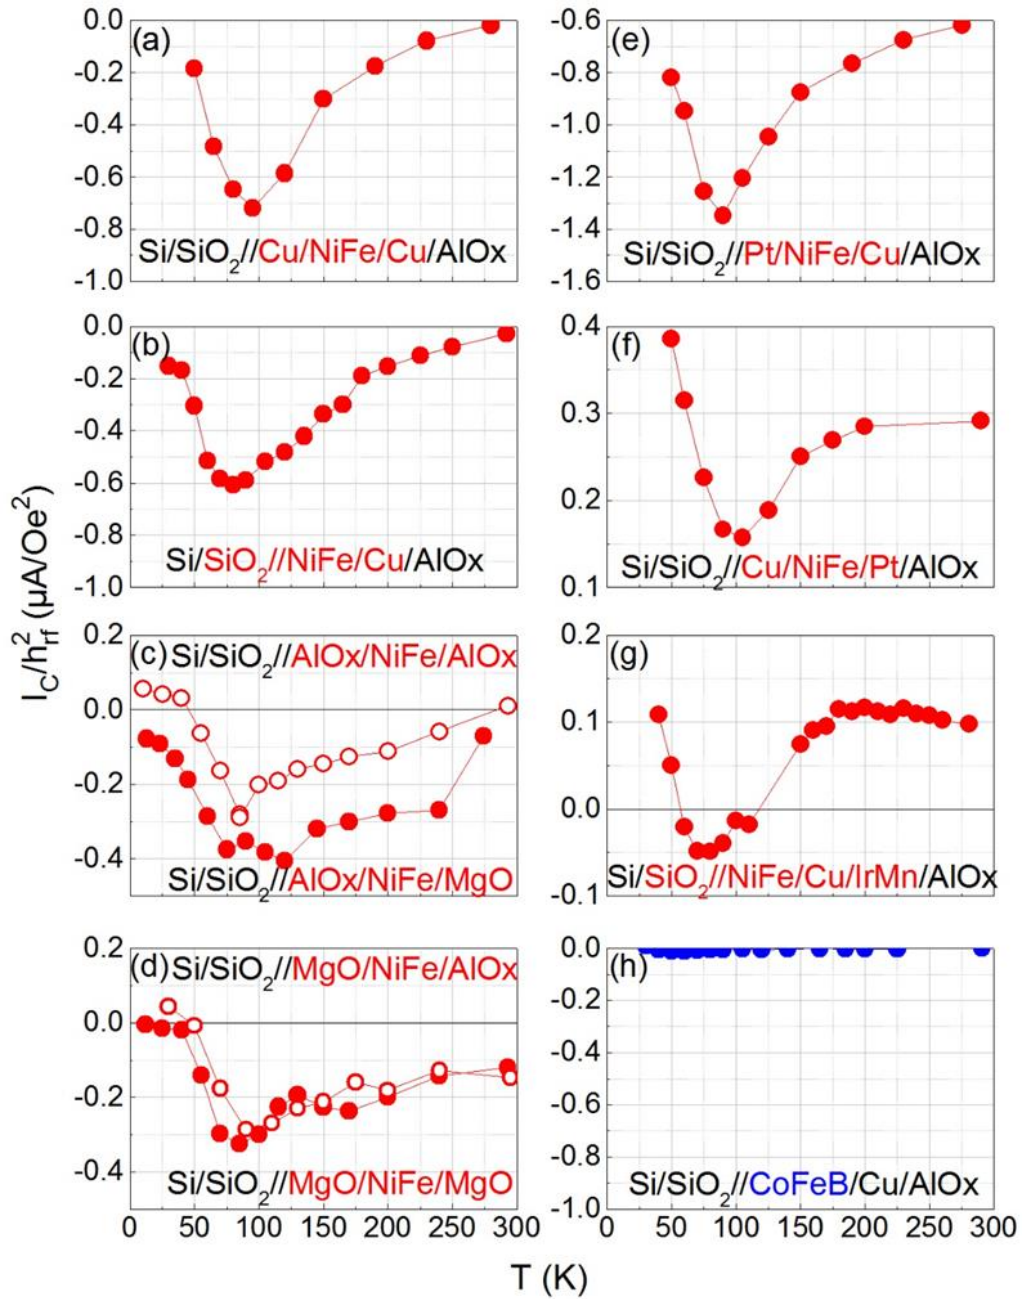 I_C/h_rf^2 (μA/Oe^2)
0.0
-0.2
-0.4
-0.6
-0.8
-1.0
(a)
Si/SiO2//Cu/NiFe/Cu/AlOx
-0.6
-0.8
-1.0
-1.2
-1.4
-1.6
(e)
Si/SiO2//Pt/NiFe/Cu/AlOx
0.0
-0.2
-0.4
-0.6
-0.8
-1.0
(b)
Si/SiO2//NiFe/Cu/AlOx
0.4
0.3
0.2
0.1
(f)
Si/SiO2//Cu/NiFe/Pt/AlOx
0.2
0.0
-0.2
-0.4
(c) Si/SiO2//AlOx/NiFe/AlOx
Si/SiO2//AlOx/NiFe/MgO
0.2
0.1
0.0
-0.1
(g)
Si/SiO2//NiFe/Cu/IrMn/AlOx
0.2
0.0
-0.2
-0.4
(d) Si/SiO2//MgO/NiFe/AlOx
Si/SiO2//MgO/NiFe/MgO
0 50 100 150 200 250 300
0.0
-0.2
-0.4
-0.6
-0.8
-1.0
(h)
Si/SiO2//CoFeB/Cu/AlOx
0 50 100 150 200 250 300
T (K)